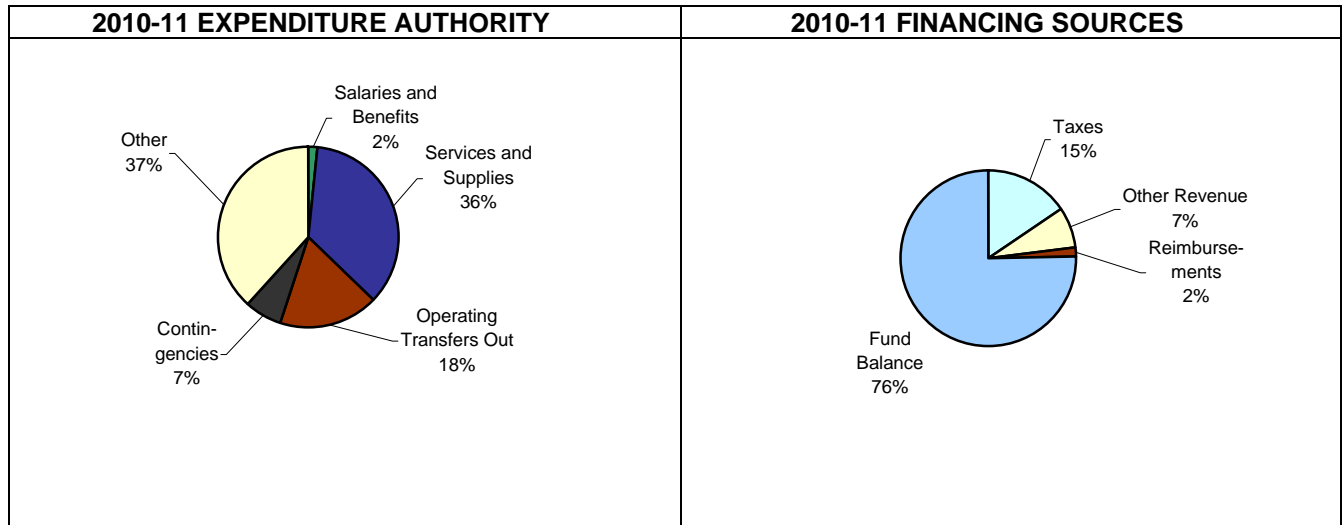 2010-11 EXPENDITURE AUTHORITY
Salaries and
Benefits
2%
Services and
Supplies
36%
Operating
Transfers Out
18%
Contin-
gencies
7%
Other
37%
2010-11 FINANCING SOURCES
Taxes
15%
Other Revenue
7%
Reimburse-
ments
2%
Fund
Balance
76%